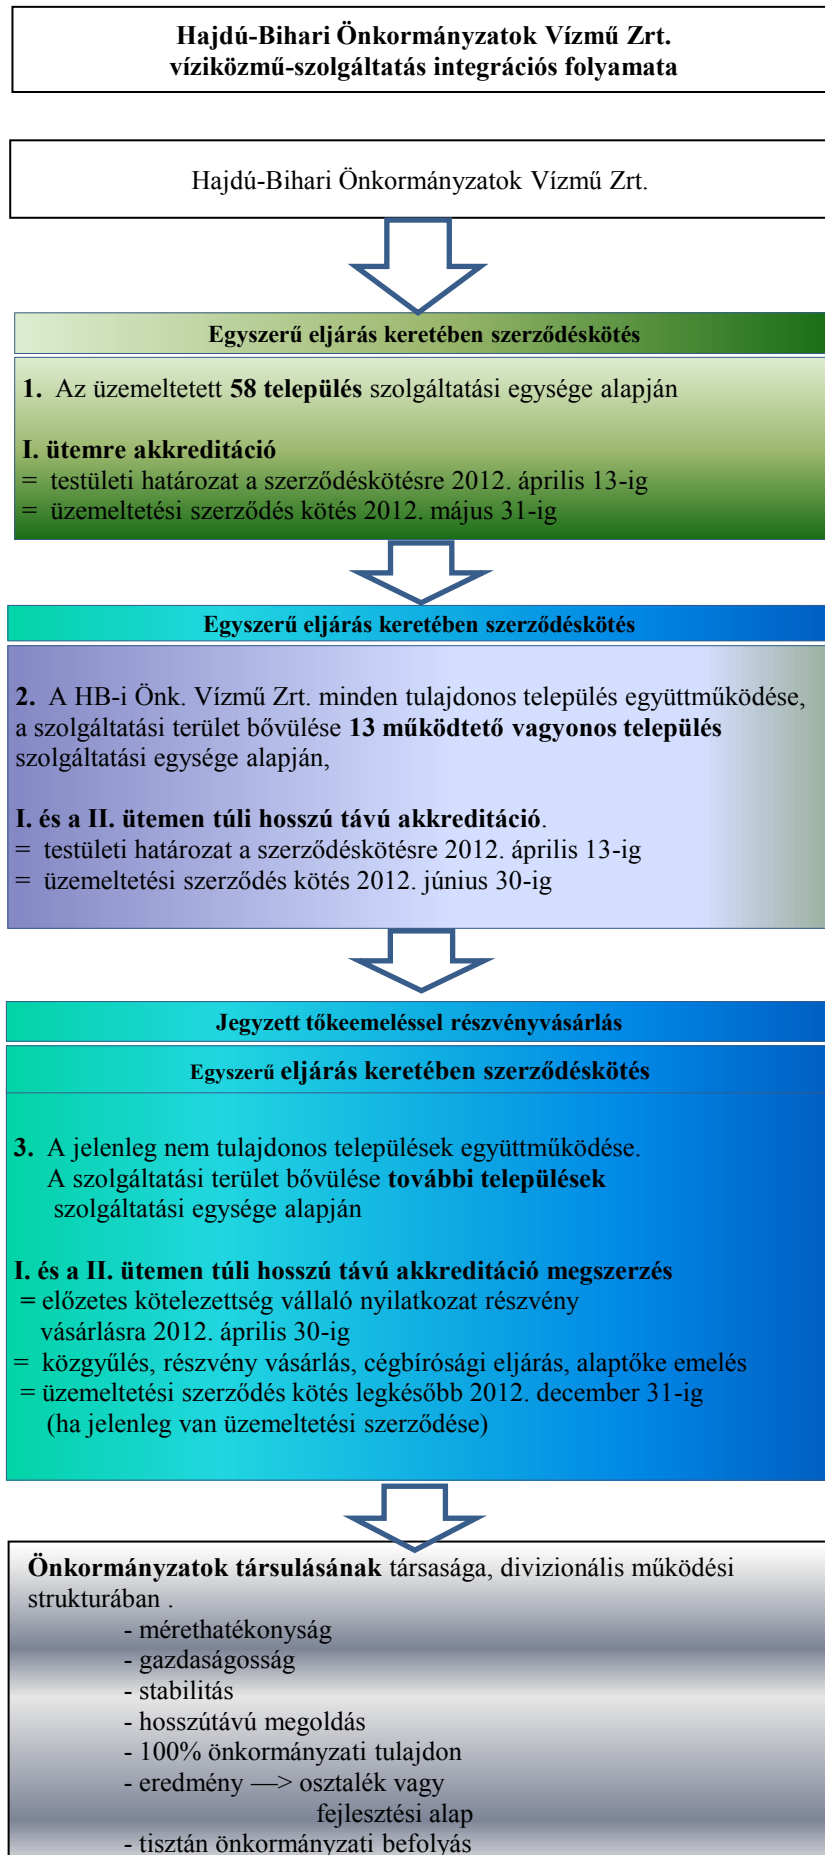 Hajdú-Bihari Önkormányzatok Vízmű Zrt.
víziközmű-szolgáltatás integrációs folyamata
Hajdú-Bihari Önkormányzatok Vízmű Zrt.
Egyszerű eljárás keretében szerződéskötés
1. Az üzemeltetett 58 település szolgáltatási egysége alapján
I. ütemre akkreditáció
= testületi határozat a szerződéskötésre 2012. április 13-ig
= üzemeltetési szerződés kötés 2012. május 31-ig
Egyszerű eljárás keretében szerződéskötés
2. A HB-i Önk. Vízmű Zrt. minden tulajdonos település együttműködése,
a szolgáltatási terület bővülése 13 működtető vagyonos település
szolgáltatási egysége alapján,
I. és a II. ütemen túli hosszú távú akkreditáció.
= testületi határozat a szerződéskötésre 2012. április 13-ig
= üzemeltetési szerződés kötés 2012. június 30-ig
Jegyzett tőkeemeléssel részvényvásárlás
Egyszerű eljárás keretében szerződéskötés
3. A jelenleg nem tulajdonos települések együttműködése.
A szolgáltatási terület bővülése további települések
szolgáltatási egysége alapján
I. és a II. ütemen túli hosszú távú akkreditáció megszerzés
= előzetes kötelezettség vállaló nyilatkozat részvény
vásárlásra 2012. április 30-ig
= közgyűlés, részvény vásárlás, cégbírósági eljárás, alaptőke emelés
= üzemeltetési szerződés kötés legkésőbb 2012. december 31-ig
(ha jelenleg van üzemeltetési szerződése)
Önkormányzatok társulásának társasága, divizionális működési
strukturában .
- mérethatékonyság
- gazdaságosság
- stabilitás
- hosszútávú megoldás
- 100% önkormányzati tulajdon
- eredmény —> osztalék vagy
fejlesztési alap
- tisztán önkormányzati befolyás